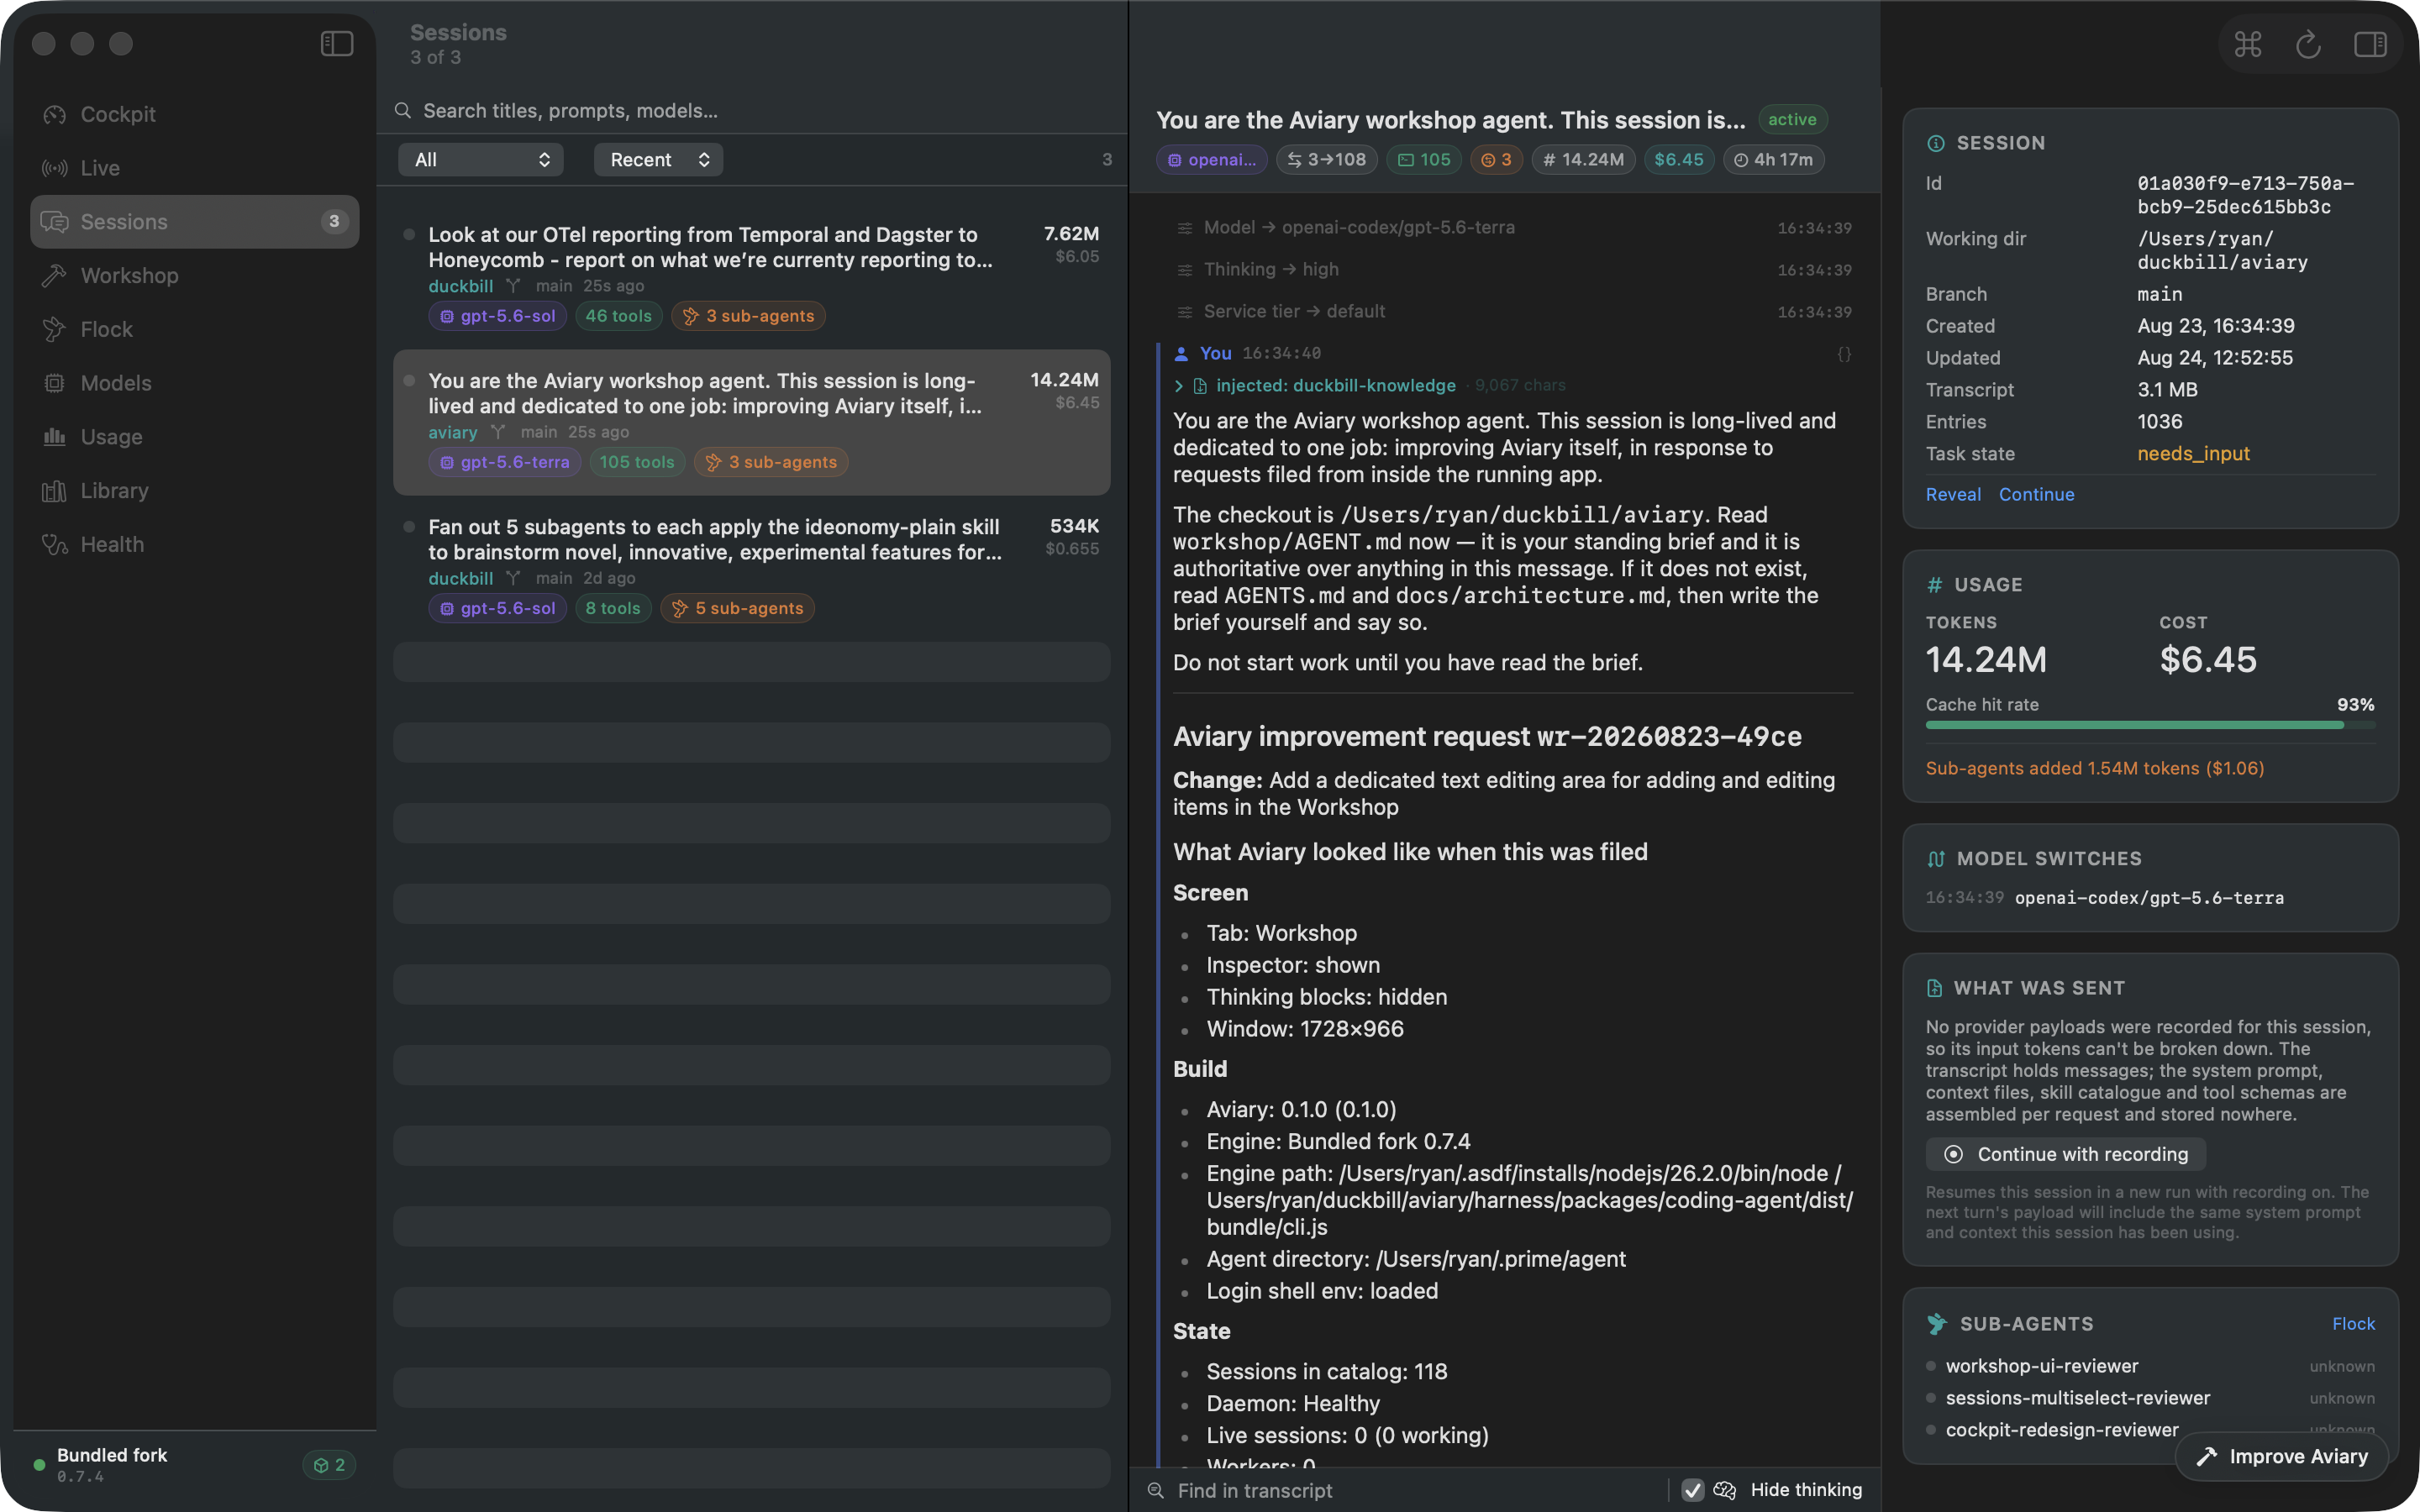 Cockpit
Live
Sessions
3
Workshop
Flock
Models
Usage
Library
Health
Bundled fork
0.7.4
2
Sessions
3 of 3
Search titles, prompts, models...
All
Recent
3
Look at our OTel reporting from Temporal and Dagster to
Honeycomb - report on what we're currenty reporting to...
7.62M
$6.05
duckbill main 25s ago
gpt-5.6-sol 46 tools 3 sub-agents
You are the Aviary workshop agent. This session is long-
lived and dedicated to one job: improving Aviary itself, i...
14.24M
$6.45
aviary main 25s ago
gpt-5.6-terra 105 tools 3 sub-agents
Fan out 5 subagents to each apply the ideonomy-plain skill
to brainstorm novel, innovative, experimental features for...
534K
$0.655
duckbill main 2d ago
gpt-5.6-sol 8 tools 5 sub-agents
You are the Aviary workshop agent. This session is... active
openai... 3→108 105 3 # 14.24M $6.45 4h 17m
Model → openai-codex/gpt-5.6-terra 16:34:39
Thinking → high 16:34:39
Service tier → default 16:34:39
You 16:34:40 {}
injected: duckbill-knowledge · 9,067 chars
You are the Aviary workshop agent. This session is long-lived and
dedicated to one job: improving Aviary itself, in response to
requests filed from inside the running app.
The checkout is /Users/ryan/duckbill/aviary. Read
workshop/AGENT.md now — it is your standing brief and it is
authoritative over anything in this message. If it does not exist,
read AGENTS.md and docs/architecture.md, then write the
brief yourself and say so.
Do not start work until you have read the brief.
Aviary improvement request wr-20260823-49ce
Change: Add a dedicated text editing area for adding and editing
items in the Workshop
What Aviary looked like when this was filed
Screen
• Tab: Workshop
• Inspector: shown
• Thinking blocks: hidden
• Window: 1728×966
Build
• Aviary: 0.1.0 (0.1.0)
• Engine: Bundled fork 0.7.4
• Engine path: /Users/ryan/.asdf/installs/nodejs/26.2.0/bin/node /
Users/ryan/duckbill/aviary/harness/packages/coding-agent/dist/
bundle/cli.js
• Agent directory: /Users/ryan/.prime/agent
• Login shell env: loaded
State
• Sessions in catalog: 118
• Daemon: Healthy
• Live sessions: 0 (0 working)
• Workers: 0
Find in transcript
Hide thinking
SESSION
Id 01a030f9-e713-750a-
bcb9-25dec615bb3c
Working dir /Users/ryan/
duckbill/aviary
Branch main
Created Aug 23, 16:34:39
Updated Aug 24, 12:52:55
Transcript 3.1 MB
Entries 1036
Task state needs_input
Reveal Continue
# USAGE
TOKENS COST
14.24M $6.45
Cache hit rate 93%
Sub-agents added 1.54M tokens ($1.06)
MODEL SWITCHES
16:34:39 openai-codex/gpt-5.6-terra
WHAT WAS SENT
No provider payloads were recorded for this session,
so its input tokens can't be broken down. The
transcript holds messages; the system prompt,
context files, skill catalogue and tool schemas are
assembled per request and stored nowhere.
Continue with recording
Resumes this session in a new run with recording on. The
next turn's payload will include the same system prompt
and context this session has been using.
SUB-AGENTS Flock
workshop-ui-reviewer unknown
sessions-multiselect-reviewer unknown
cockpit-redesign-reviewer unknown
Improve Aviary